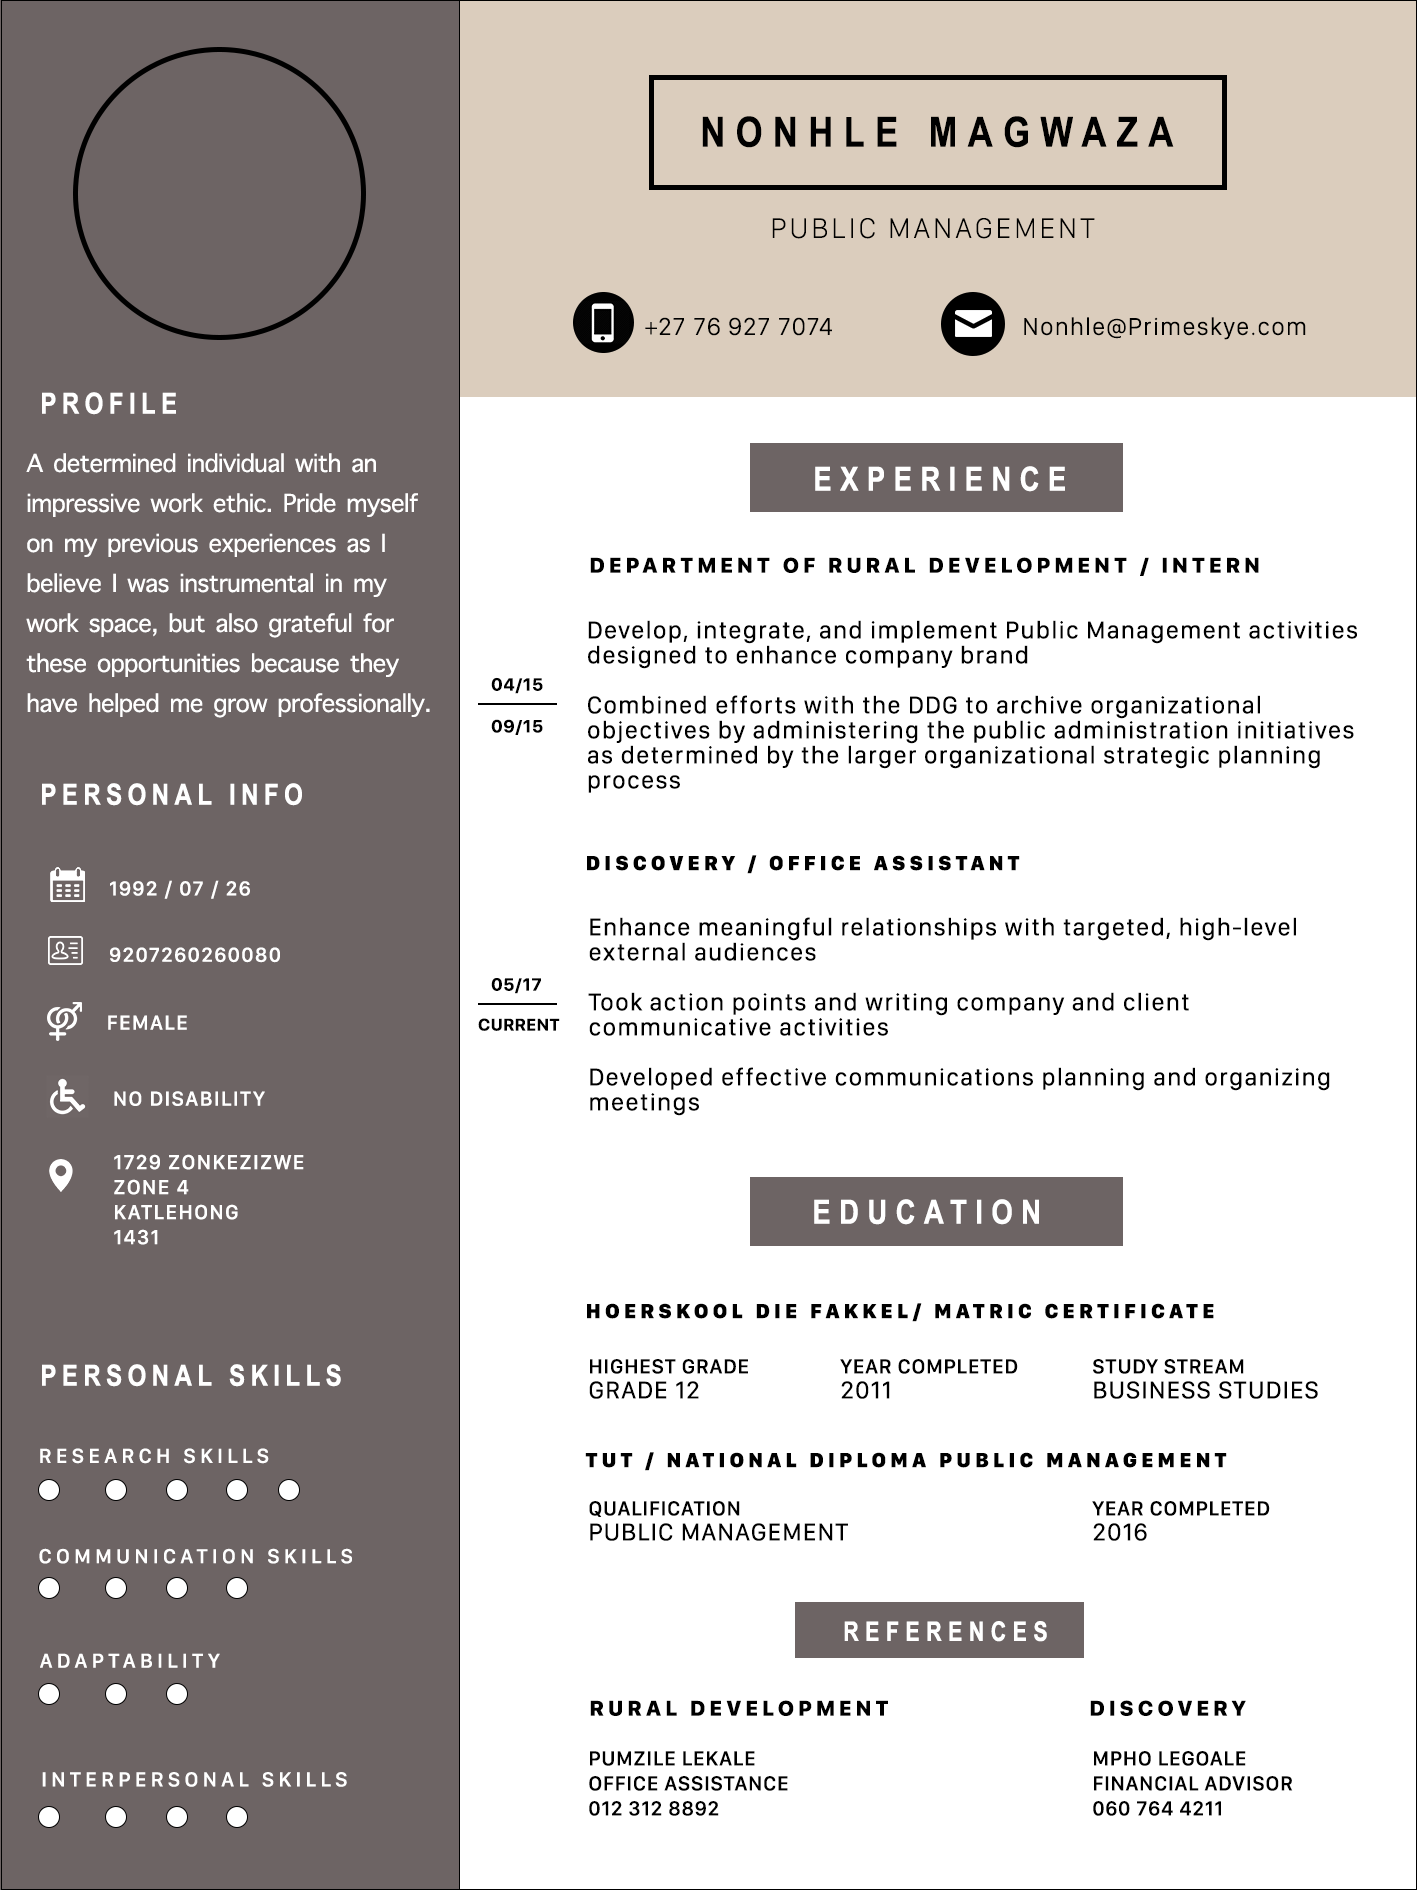 NONHLE MAGWAZA
PUBLIC MANAGEMENT
+27 76 927 7074
Nonhle@Primeskye.com
PROFILE
A determined individual with an
impressive work ethic. Pride myself
on my previous experiences as I
believe I was instrumental in my
work space, but also grateful for
these opportunities because they
have helped me grow professionally.
PERSONAL INFO
1992 / 07 / 26
9207260260080
FEMALE
NO DISABILITY
1729 ZONKEZIZWE
ZONE 4
KATLEHONG
1431
PERSONAL SKILLS
RESEARCH SKILLS
COMMUNICATION SKILLS
ADAPTABILITY
INTERPERSONAL SKILLS
EXPERIENCE
DEPARTMENT OF RURAL DEVELOPMENT / INTERN
04/15
09/15
Develop, integrate, and implement Public Management activities
designed to enhance company brand
Combined efforts with the DDG to archive organizational
objectives by administering the public administration initiatives
as determined by the larger organizational strategic planning
process
DISCOVERY / OFFICE ASSISTANT
05/17
CURRENT
Enhance meaningful relationships with targeted, high-level
external audiences
Took action points and writing company and client
communicative activities
Developed effective communications planning and organizing
meetings
EDUCATION
HOERSKOOL DIE FAKKEL/ MATRIC CERTIFICATE
HIGHEST GRADE
GRADE 12
YEAR COMPLETED
2011
STUDY STREAM
BUSINESS STUDIES
TUT / NATIONAL DIPLOMA PUBLIC MANAGEMENT
QUALIFICATION
PUBLIC MANAGEMENT
YEAR COMPLETED
2016
REFERENCES
RURAL DEVELOPMENT
PUMZILE LEKALE
OFFICE ASSISTANCE
012 312 8892
DISCOVERY
MPHO LEGOALE
FINANCIAL ADVISOR
060 764 4211